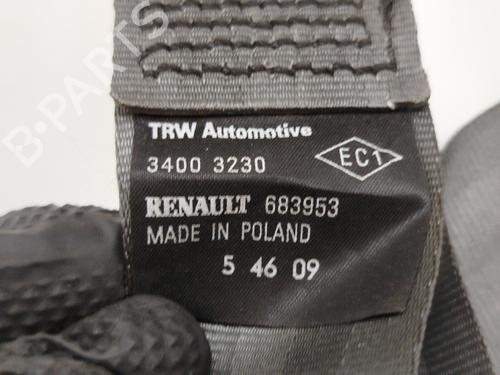 B-PARTS
TRW Automotive
3400 3230
EC1
RENAULT 683953
MADE IN POLAND
5 46 09